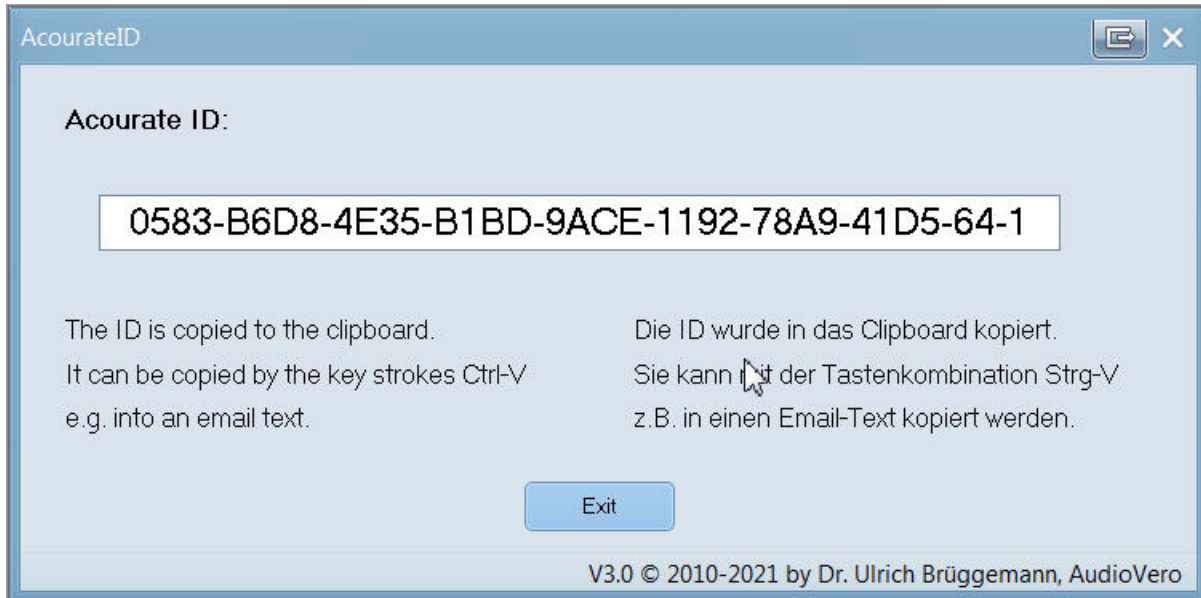 AcourateID
Acourate ID:
0583-B6D8-4E35-B1BD-9ACE-1192-78A9-41D5-64-1
The ID is copied to the clipboard.
It can be copied by the key strokes Ctrl-V
e.g. into an email text.
Die ID wurde in das Clipboard kopiert.
Sie kann mit der Tastenkombination Strg-V
z.B. in einen Email-Text kopiert werden.
Exit
V3.0 © 2010-2021 by Dr. Ulrich Brüggemann, AudioVero